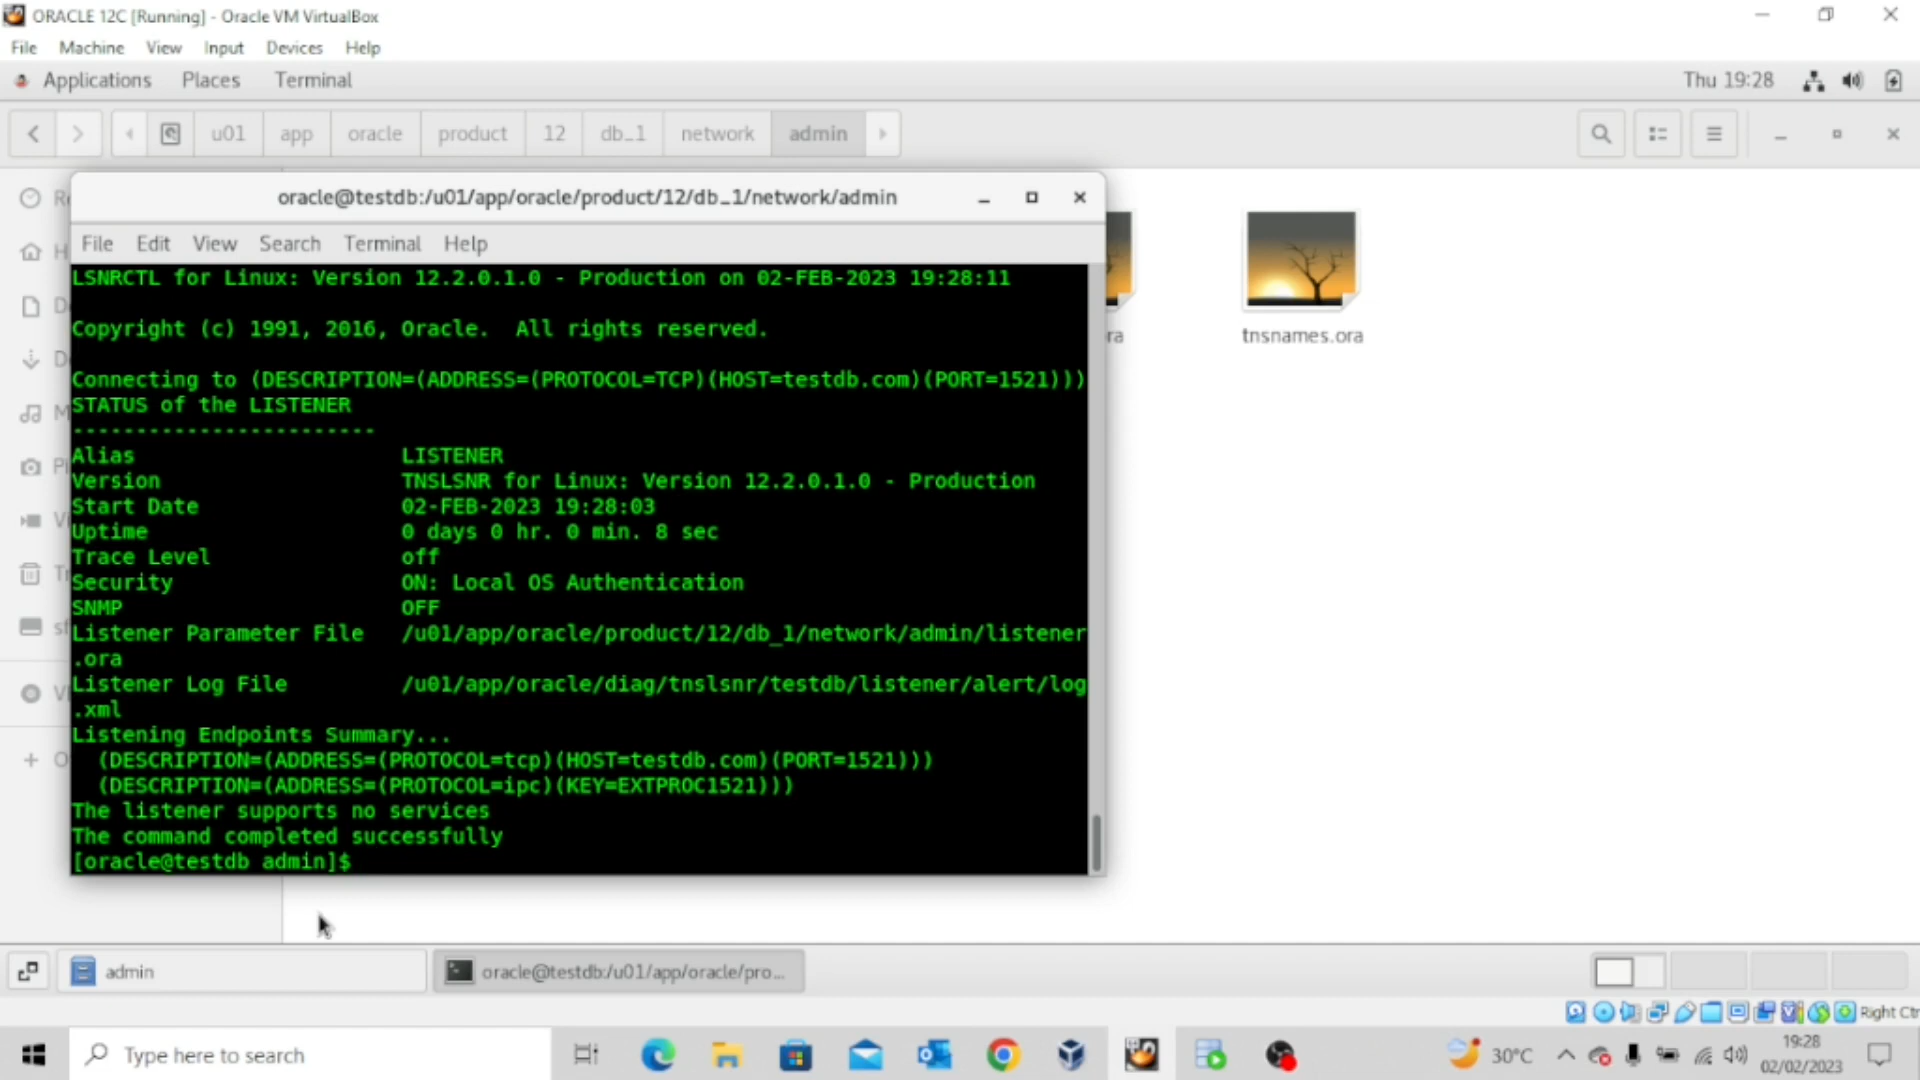 ORACLE 12C [Running] - Oracle VM VirtualBox
File Machine View Input Devices Help
Applications Places Terminal Thu 19:28
u01 app oracle product 12 db_1 network admin
oracle@testdb:/u01/app/oracle/product/12/db_1/network/admin
File Edit View Search Terminal Help
LSNRCTL for Linux: Version 12.2.0.1.0 - Production on 02-FEB-2023 19:28:11
Copyright (c) 1991, 2016, Oracle.  All rights reserved.
Connecting to (DESCRIPTION=(ADDRESS=(PROTOCOL=TCP)(HOST=testdb.com)(PORT=1521)))
STATUS of the LISTENER
------------------------
Alias LISTENER
Version TNSLSNR for Linux: Version 12.2.0.1.0 - Production
Start Date 02-FEB-2023 19:28:03
Uptime 0 days 0 hr. 0 min. 8 sec
Trace Level off
Security ON: Local OS Authentication
SNMP OFF
Listener Parameter File /u01/app/oracle/product/12/db_1/network/admin/listener
.ora
Listener Log File /u01/app/oracle/diag/tnslsnr/testdb/listener/alert/log
.xml
Listening Endpoints Summary...
(DESCRIPTION=(ADDRESS=(PROTOCOL=tcp)(HOST=testdb.com)(PORT=1521)))
(DESCRIPTION=(ADDRESS=(PROTOCOL=ipc)(KEY=EXTPROC1521)))
The listener supports no services
The command completed successfully
[oracle@testdb admin]$
ra
tnsnames.ora
admin
oracle@testdb:/u01/app/oracle/pro...
Right Ctr
Type here to search
30°C
19:28
02/02/2023